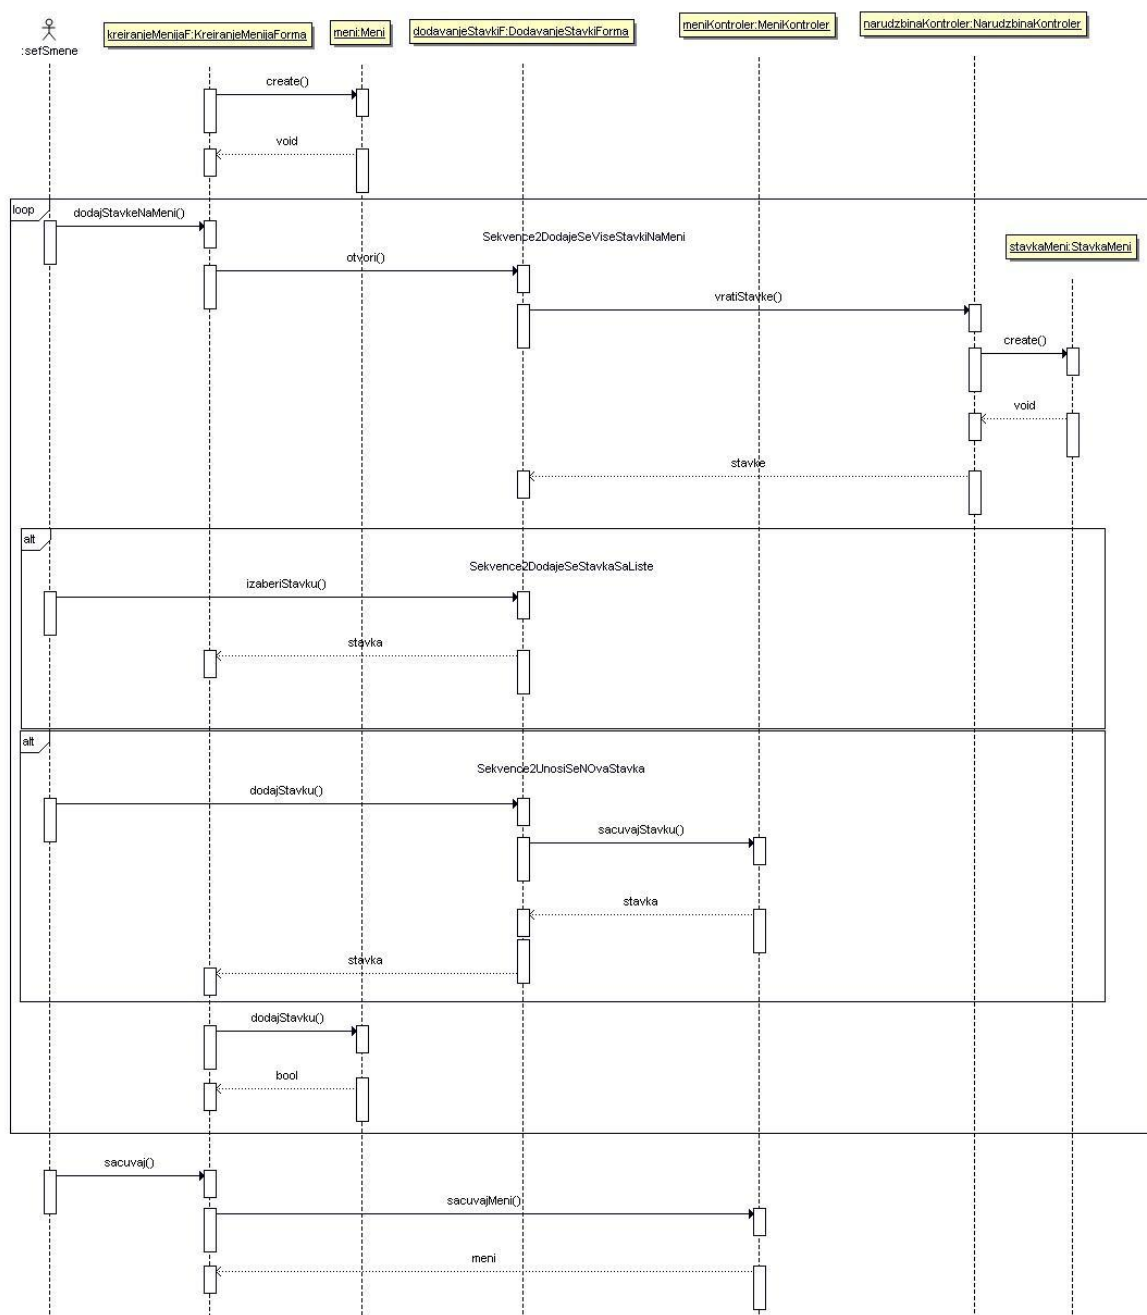 :sefSmene
kreiranjeMenijaF:KreiranjeMenijaForma
meni:Meni
dodavanjeStavkiF:DodavanjeStavkiForma
meniKontroler:MeniKontroler
narudzbinaKontroler:NarudzbinaKontroler
create()
void
loop
dodajStavkeNaMeni()
Sekvence2DodajeSeViseStavkiNaMeni
stavkaMeni:StavkaMeni
otvori()
vratiStavke()
create()
void
stavke
alt
Sekvence2DodajeSeStavkaSaListe
izaberiStavku()
stavka
alt
Sekvence2UnosiSeNOvaStavka
dodajStavku()
sacuvajStavku()
stavka
stavka
dodajStavku()
bool
sacuvaj()
sacuvajMeni()
meni